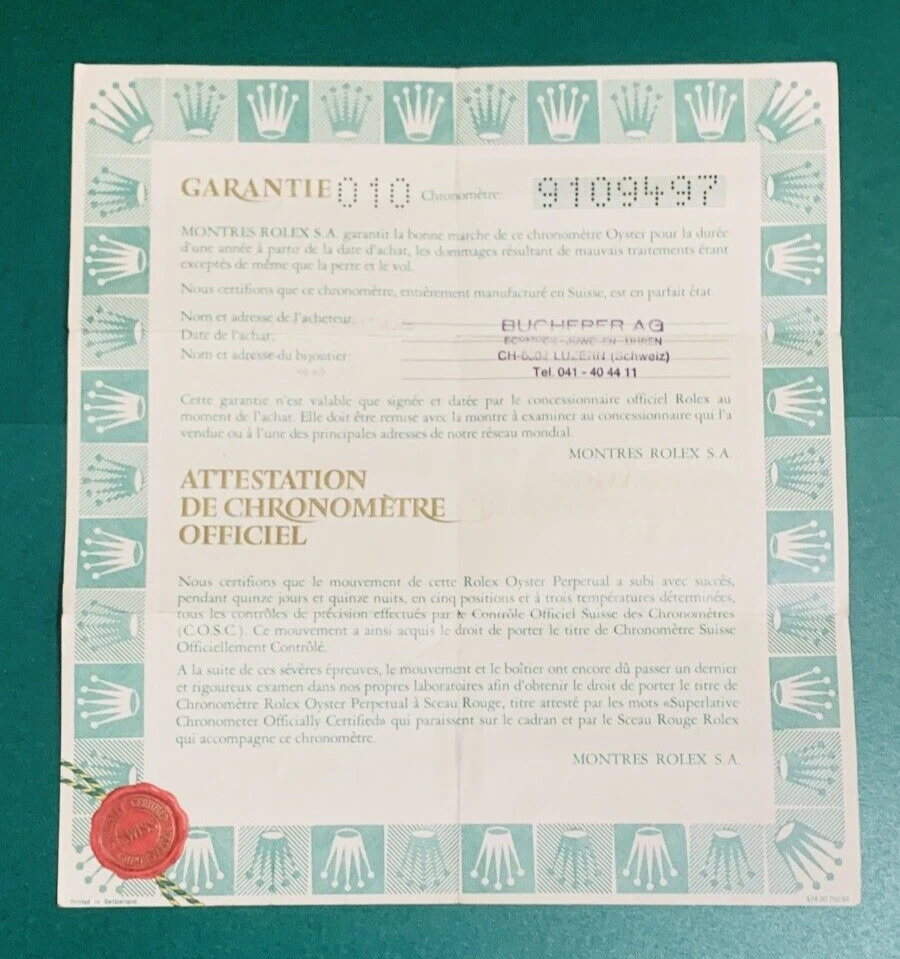 GARANTIE 010 Chronomètre: 9109497
MONTRES ROLEX S.A. garantit la bonne marche de ce chronomètre Oyster pour la durée
d'une année à partir de la date d'achat, les dommages résultant de mauvais traitements étant
exceptés de même que la perte et le vol.
Nous certifions que ce chronomètre, entièrement manufacturé en Suisse, est en parfait état.
Nom et adresse de l'acheteur:
Date de l'achat:
Nom et adresse du bijoutier:
BUCHERER AG
JUWELEN UHREN
LUZERN (Schweiz)
Tel. 041 - 40 44 11
Cette garantie n'est valable que signée et datée par le concessionnaire officiel Rolex au
moment de l'achat. Elle doit être remise avec la montre à examiner au concessionnaire qui l'a
vendue ou à l'une des principales adresses de notre réseau mondial.
MONTRES ROLEX S.A.
ATTESTATION
DE CHRONOMÈTRE
OFFICIEL
Nous certifions que le mouvement de cette Rolex Oyster Perpetual a subi avec succès,
pendant quinze jours et quinze nuits, en cinq positions et à trois températures déterminées,
tous les contrôles de précision effectués par le Contrôle Officiel Suisse des Chronomètres
(C.O.S.C.). Ce mouvement a ainsi acquis le droit de porter le titre de Chronomètre Suisse
Officiellement Contrôlé.
A la suite de ces sévères épreuves, le mouvement et le boîtier ont encore dû passer un dernier
et rigoureux examen dans nos propres laboratoires afin d'obtenir le droit de porter le titre de
Chronomètre Rolex Oyster Perpetual à Sceau Rouge, titre attesté par les mots «Superlative
Chronometer Officially Certified» qui paraissent sur le cadran et par le Sceau Rouge Rolex
qui accompagne ce chronomètre.
MONTRES ROLEX S.A.
Printed in Switzerland